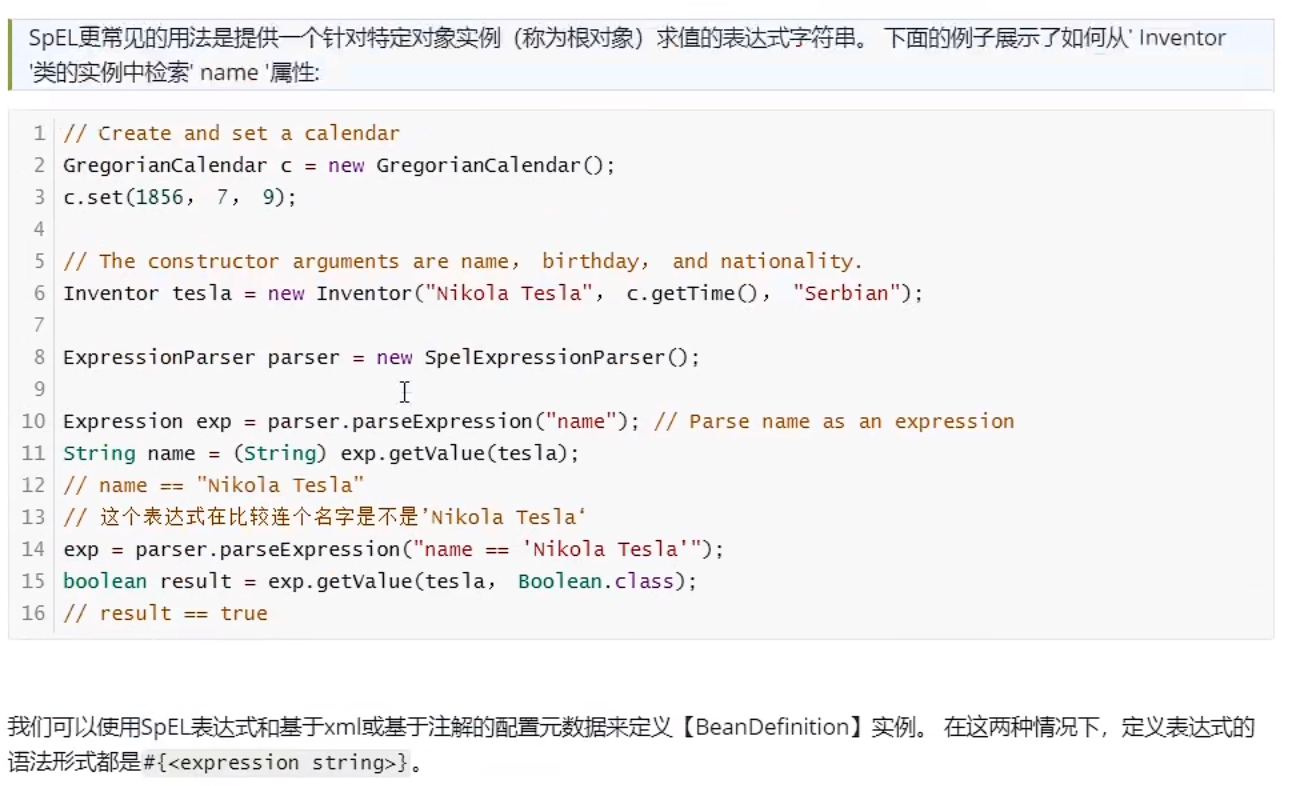 SpEL更常见的用法是提供一个针对特定对象实例（称为根对象）求值的表达式字符串。 下面的例子展示了如何从' Inventor
'类的实例中检索' name '属性:
1 // Create and set a calendar
2 GregorianCalendar c = new GregorianCalendar();
3 c.set(1856， 7， 9);
4
5 // The constructor arguments are name， birthday， and nationality.
6 Inventor tesla = new Inventor("Nikola Tesla"， c.getTime()， "Serbian");
7
8 ExpressionParser parser = new SpelExpressionParser();
9
10 Expression exp = parser.parseExpression("name"); // Parse name as an expression
11 String name = (String) exp.getValue(tesla);
12 // name == "Nikola Tesla"
13 // 这个表达式在比较连个名字是不是’Nikola Tesla‘
14 exp = parser.parseExpression("name == 'Nikola Tesla'");
15 boolean result = exp.getValue(tesla， Boolean.class);
16 // result == true
我们可以使用SpEL表达式和基于xml或基于注解的配置元数据来定义【BeanDefinition】实例。 在这两种情况下，定义表达式的
语法形式都是#{<expression string>}。